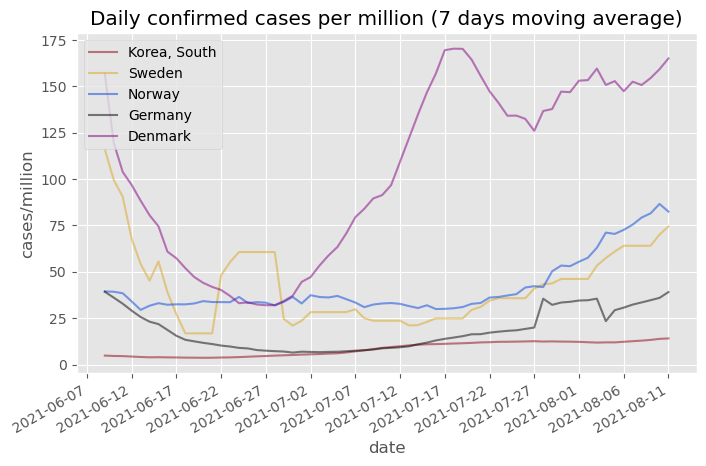 Daily confirmed cases per million (7 days moving average)
175
150
125
100
75
50
25
0
cases/million
Korea, South
Sweden
Norway
Germany
Denmark
2021-06-07
2021-06-12
2021-06-17
2021-06-22
2021-06-27
2021-07-02
2021-07-07
2021-07-12
2021-07-17
2021-07-22
2021-07-27
2021-08-01
2021-08-06
2021-08-11
date